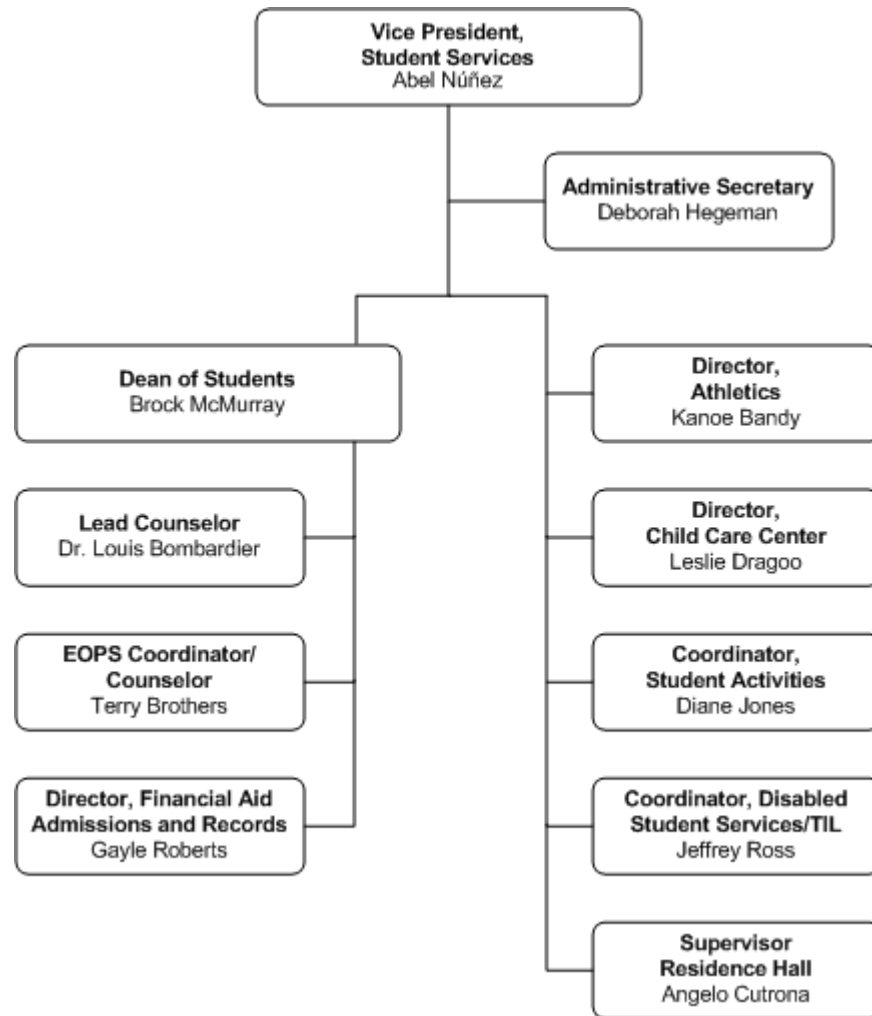 Vice President,
Student Services
Abel Núñez
Administrative Secretary
Deborah Hegeman
Dean of Students
Brock McMurray
Lead Counselor
Dr. Louis Bombardier
EOPS Coordinator/
Counselor
Terry Brothers
Director, Financial Aid
Admissions and Records
Gayle Roberts
Director,
Athletics
Kanoe Bandy
Director,
Child Care Center
Leslie Dragoo
Coordinator,
Student Activities
Diane Jones
Coordinator, Disabled
Student Services/TIL
Jeffrey Ross
Supervisor
Residence Hall
Angelo Cutrona